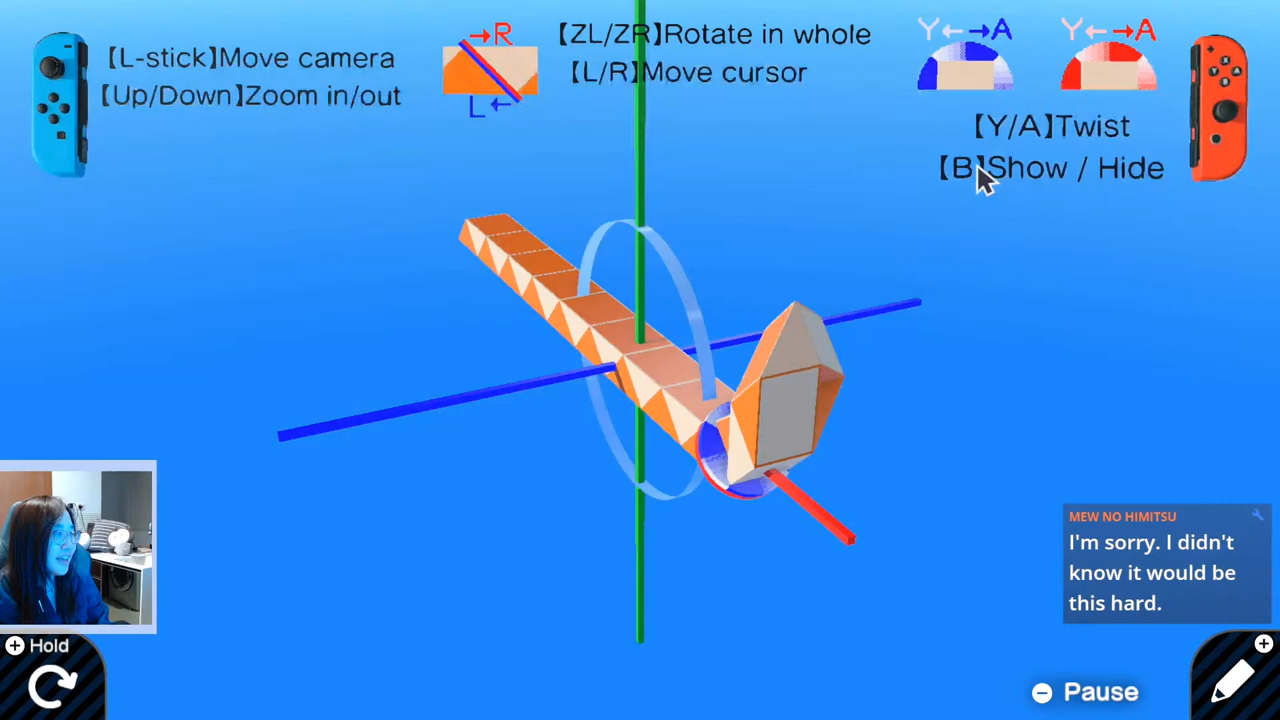 【L-stick】Move camera
【Up/Down】Zoom in/out
→R
L←
【ZL/ZR】Rotate in whole
【L/R】Move cursor
Y←→A
Y←→A
【Y/A】Twist
【B】Show / Hide
MEW NO HIMITSU
I'm sorry. I didn't
know it would be
this hard.
Hold
Pause